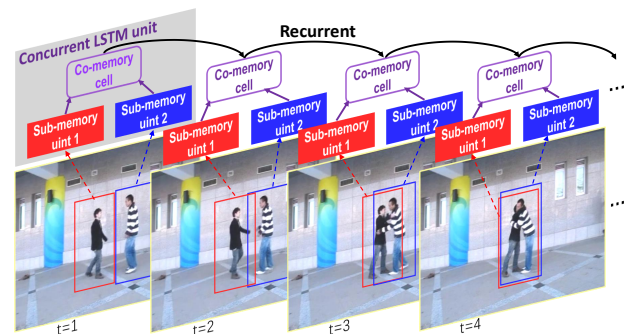 Concurrent LSTM unit
Recurrent
Co-memory
cell
Co-memory
cell
Co-memory
cell
Co-memory
cell
...
Sub-memory
uint 1
Sub-memory
uint 2
Sub-memory
uint 1
Sub-memory
uint 2
Sub-memory
uint 1
Sub-memory
uint 2
Sub-memory
uint 1
Sub-memory
uint 2
...
t=1
t=2
t=3
t=4